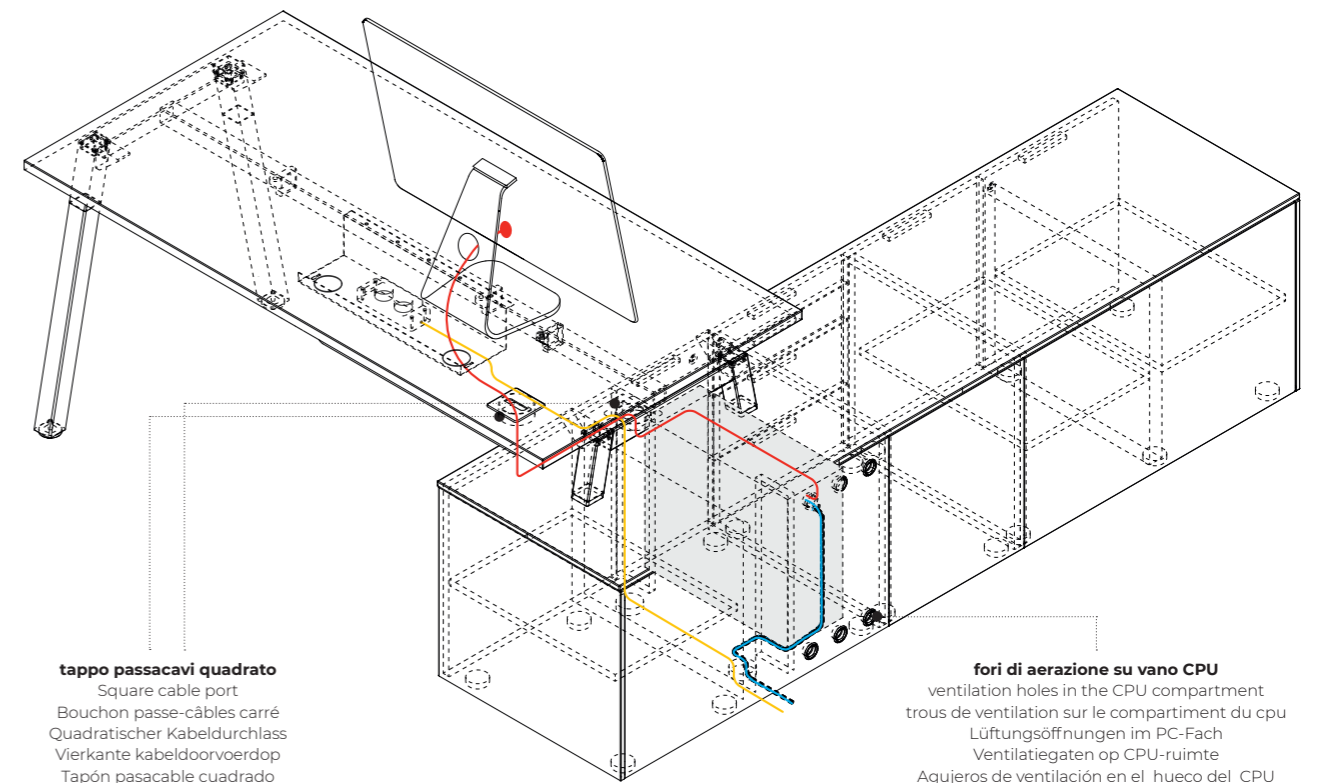 tappo passacavi quadrato
Square cable port
Bouchon passe-câbles carré
Quadratischer Kabeldurchlass
Vierkante kabeldoorvoerdop
Tapón pasacable cuadrado
fori di aerazione su vano CPU
ventilation holes in the CPU compartment
trous de ventilation sur le compartiment du cpu
Lüftungsöffnungen im PC-Fach
Ventilatiegaten op CPU-ruimte
Agujeros de ventilación en el hueco del CPU